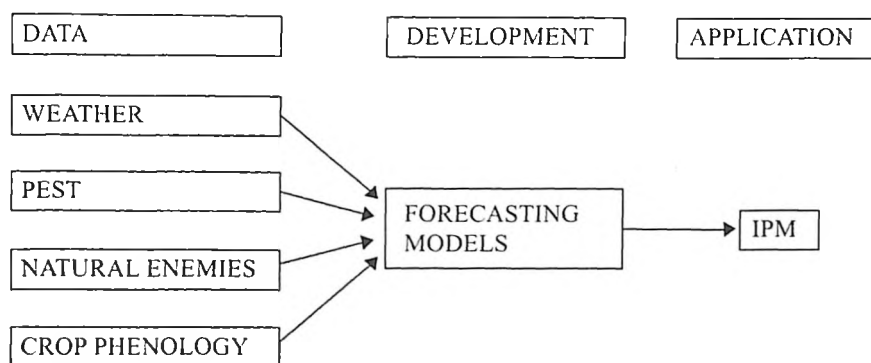 DATA
DEVELOPMENT
APPLICATION
WEATHER
PEST
NATURAL ENEMIES
CROP PHENOLOGY
FORECASTING
MODELS
IPM